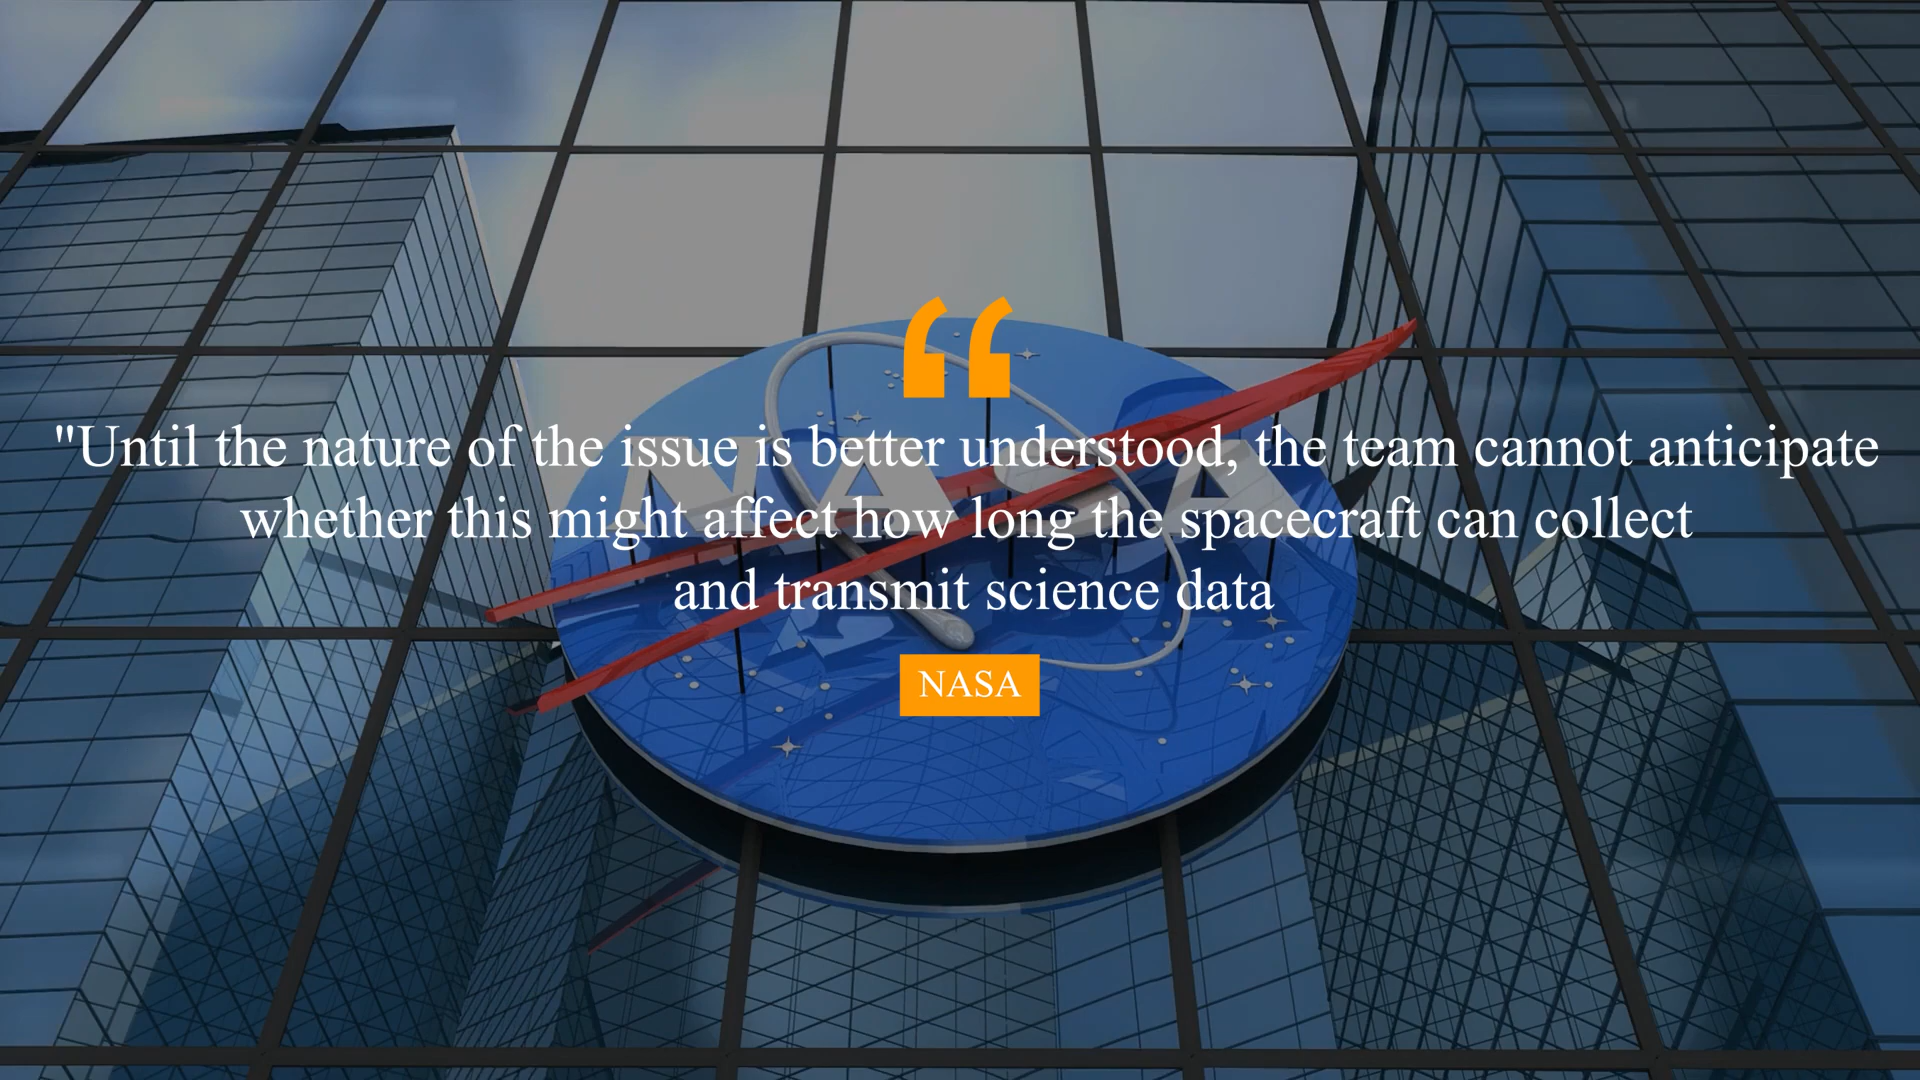 "Until the nature of the issue is better understood, the team cannot anticipate
whether this might affect how long the spacecraft can collect
and transmit science data
NASA
NASA